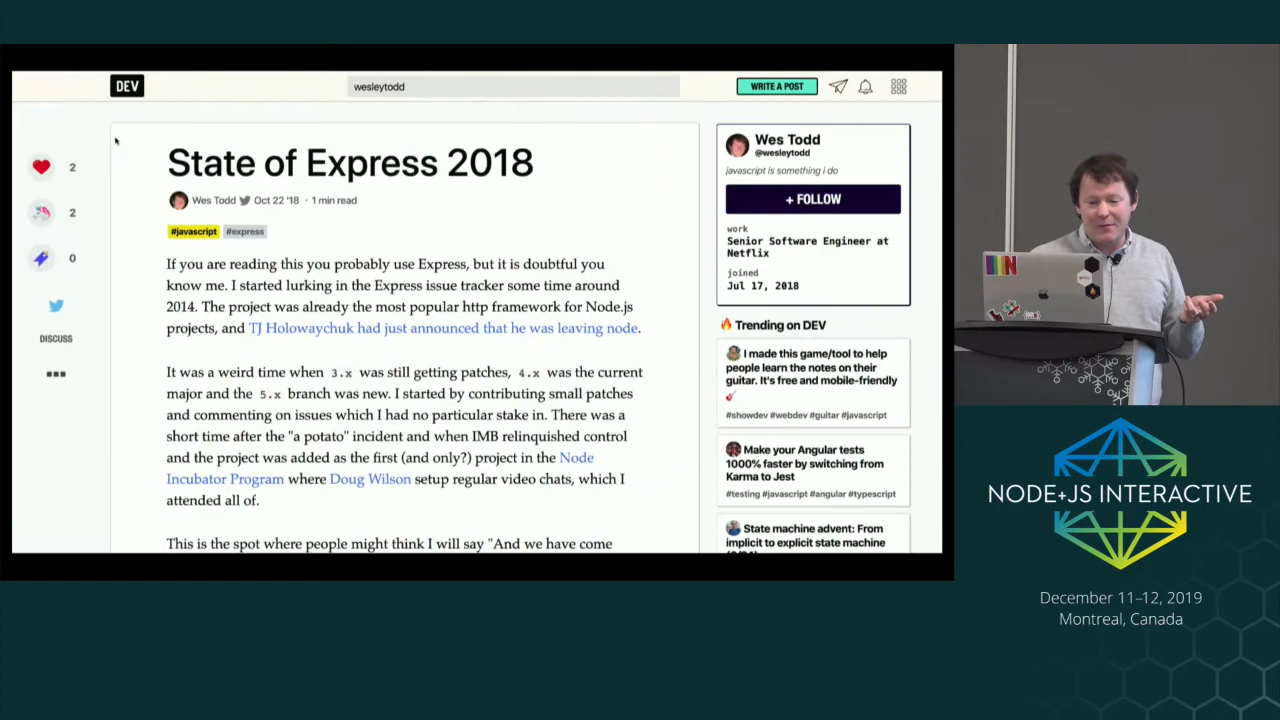 DEV
wesleytodd
WRITE A POST
2
2
0
DISCUSS
State of Express 2018
Wes Todd Oct 22 '18 · 1 min read
#javascript #express
If you are reading this you probably use Express, but it is doubtful you
know me. I started lurking in the Express issue tracker some time around
2014. The project was already the most popular http framework for Node.js
projects, and TJ Holowaychuk had just announced that he was leaving node.
It was a weird time when 3.x was still getting patches, 4.x was the current
major and the 5.x branch was new. I started by contributing small patches
and commenting on issues which I had no particular stake in. There was a
short time after the "a potato" incident and when IMB relinquished control
and the project was added as the first (and only?) project in the Node
Incubator Program where Doug Wilson setup regular video chats, which I
attended all of.
This is the spot where people might think I will say "And we have come
Wes Todd
@wesleytodd
javascript is something i do
+ FOLLOW
work
Senior Software Engineer at
Netflix
joined
Jul 17, 2018
Trending on DEV
I made this game/tool to help
people learn the notes on their
guitar. It's free and mobile-friendly
#showdev #webdev #guitar #javascript
Make your Angular tests
1000% faster by switching from
Karma to Jest
#testing #javascript #angular #typescript
State machine advent: From
implicit to explicit state machine
N
NODE+JS INTERACTIVE
December 11–12, 2019
Montreal, Canada